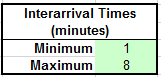 Interarrival Times
(minutes)
Minimum 1
Maximum 8